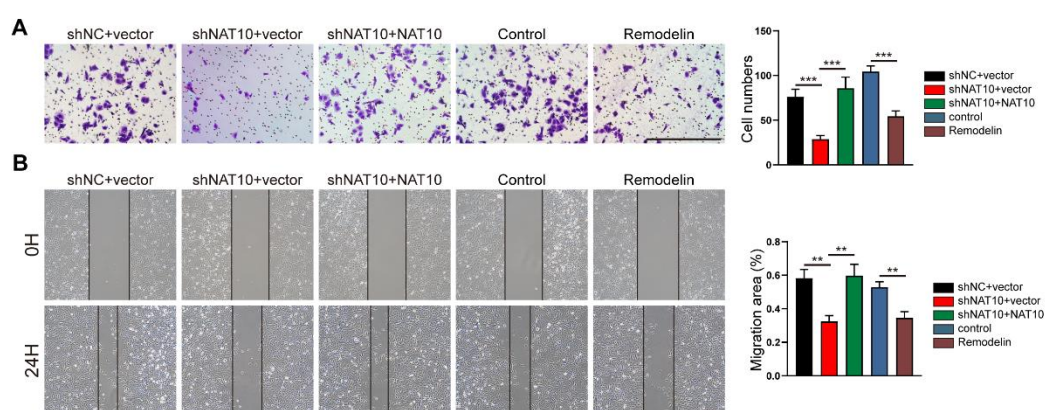 A
shNC+vector shNAT10+vector shNAT10+NAT10 Control Remodelin
Cell numbers
150
100
50
0
*** *** ***
shNC+vector
shNAT10+vector
shNAT10+NAT10
control
Remodelin
B
shNC+vector shNAT10+vector shNAT10+NAT10 Control Remodelin
0H
24H
Migration area (%)
0.8
0.6
0.4
0.2
0.0
** ** **
shNC+vector
shNAT10+vector
shNAT10+NAT10
control
Remodelin